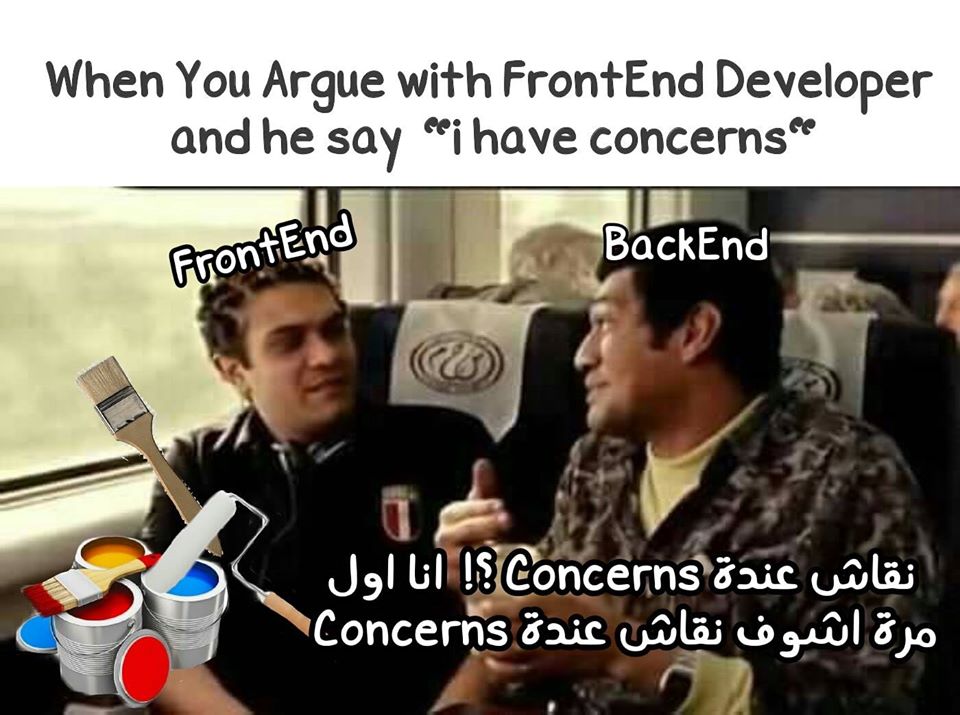 When You Argue with FrontEnd Developer
and he say “i have concerns“
FrontEnd
BackEnd
نقاش عندة Concerns ؟! انا اول
مرة اشوف نقاش عندة Concerns